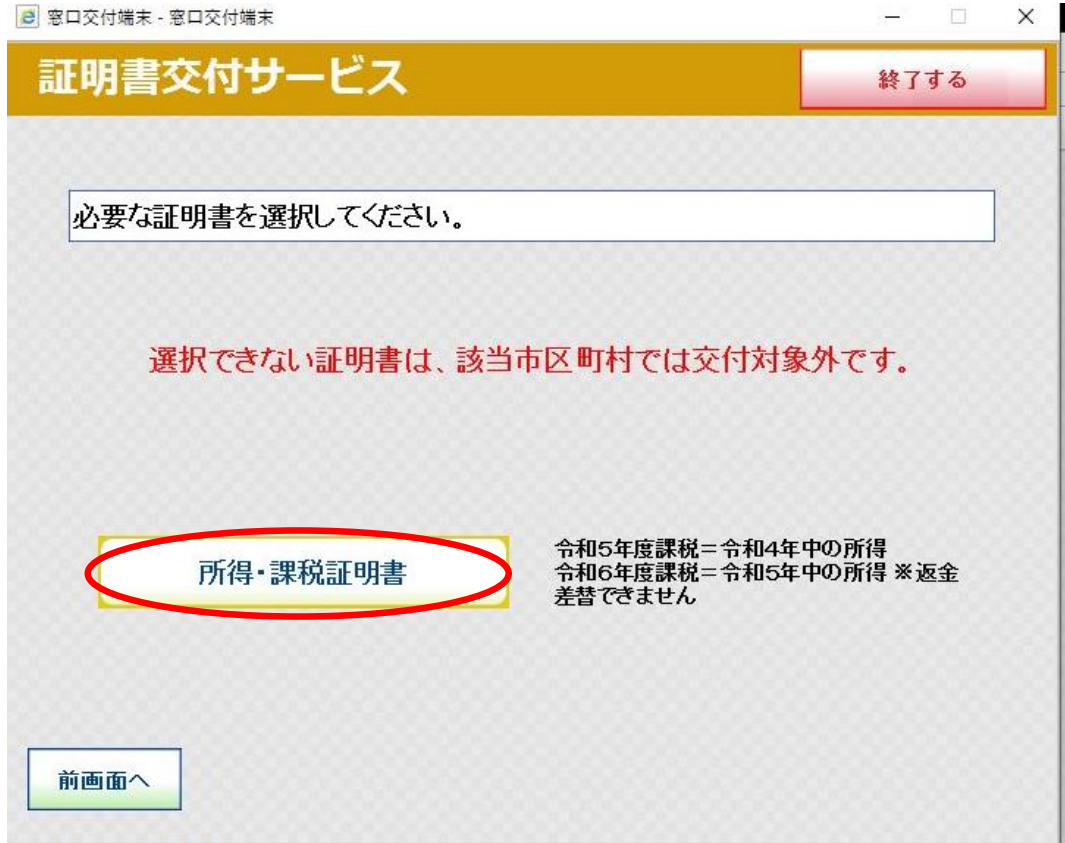 窓口交付端末 - 窓口交付端末
証明書交付サービス
終了する
必要な証明書を選択してください。
選択できない証明書は、該当市区町村では交付対象外です。
所得・課税証明書
令和5年度課税＝令和4年中の所得
令和6年度課税＝令和5年中の所得 ※返金
差替できません
前画面へ